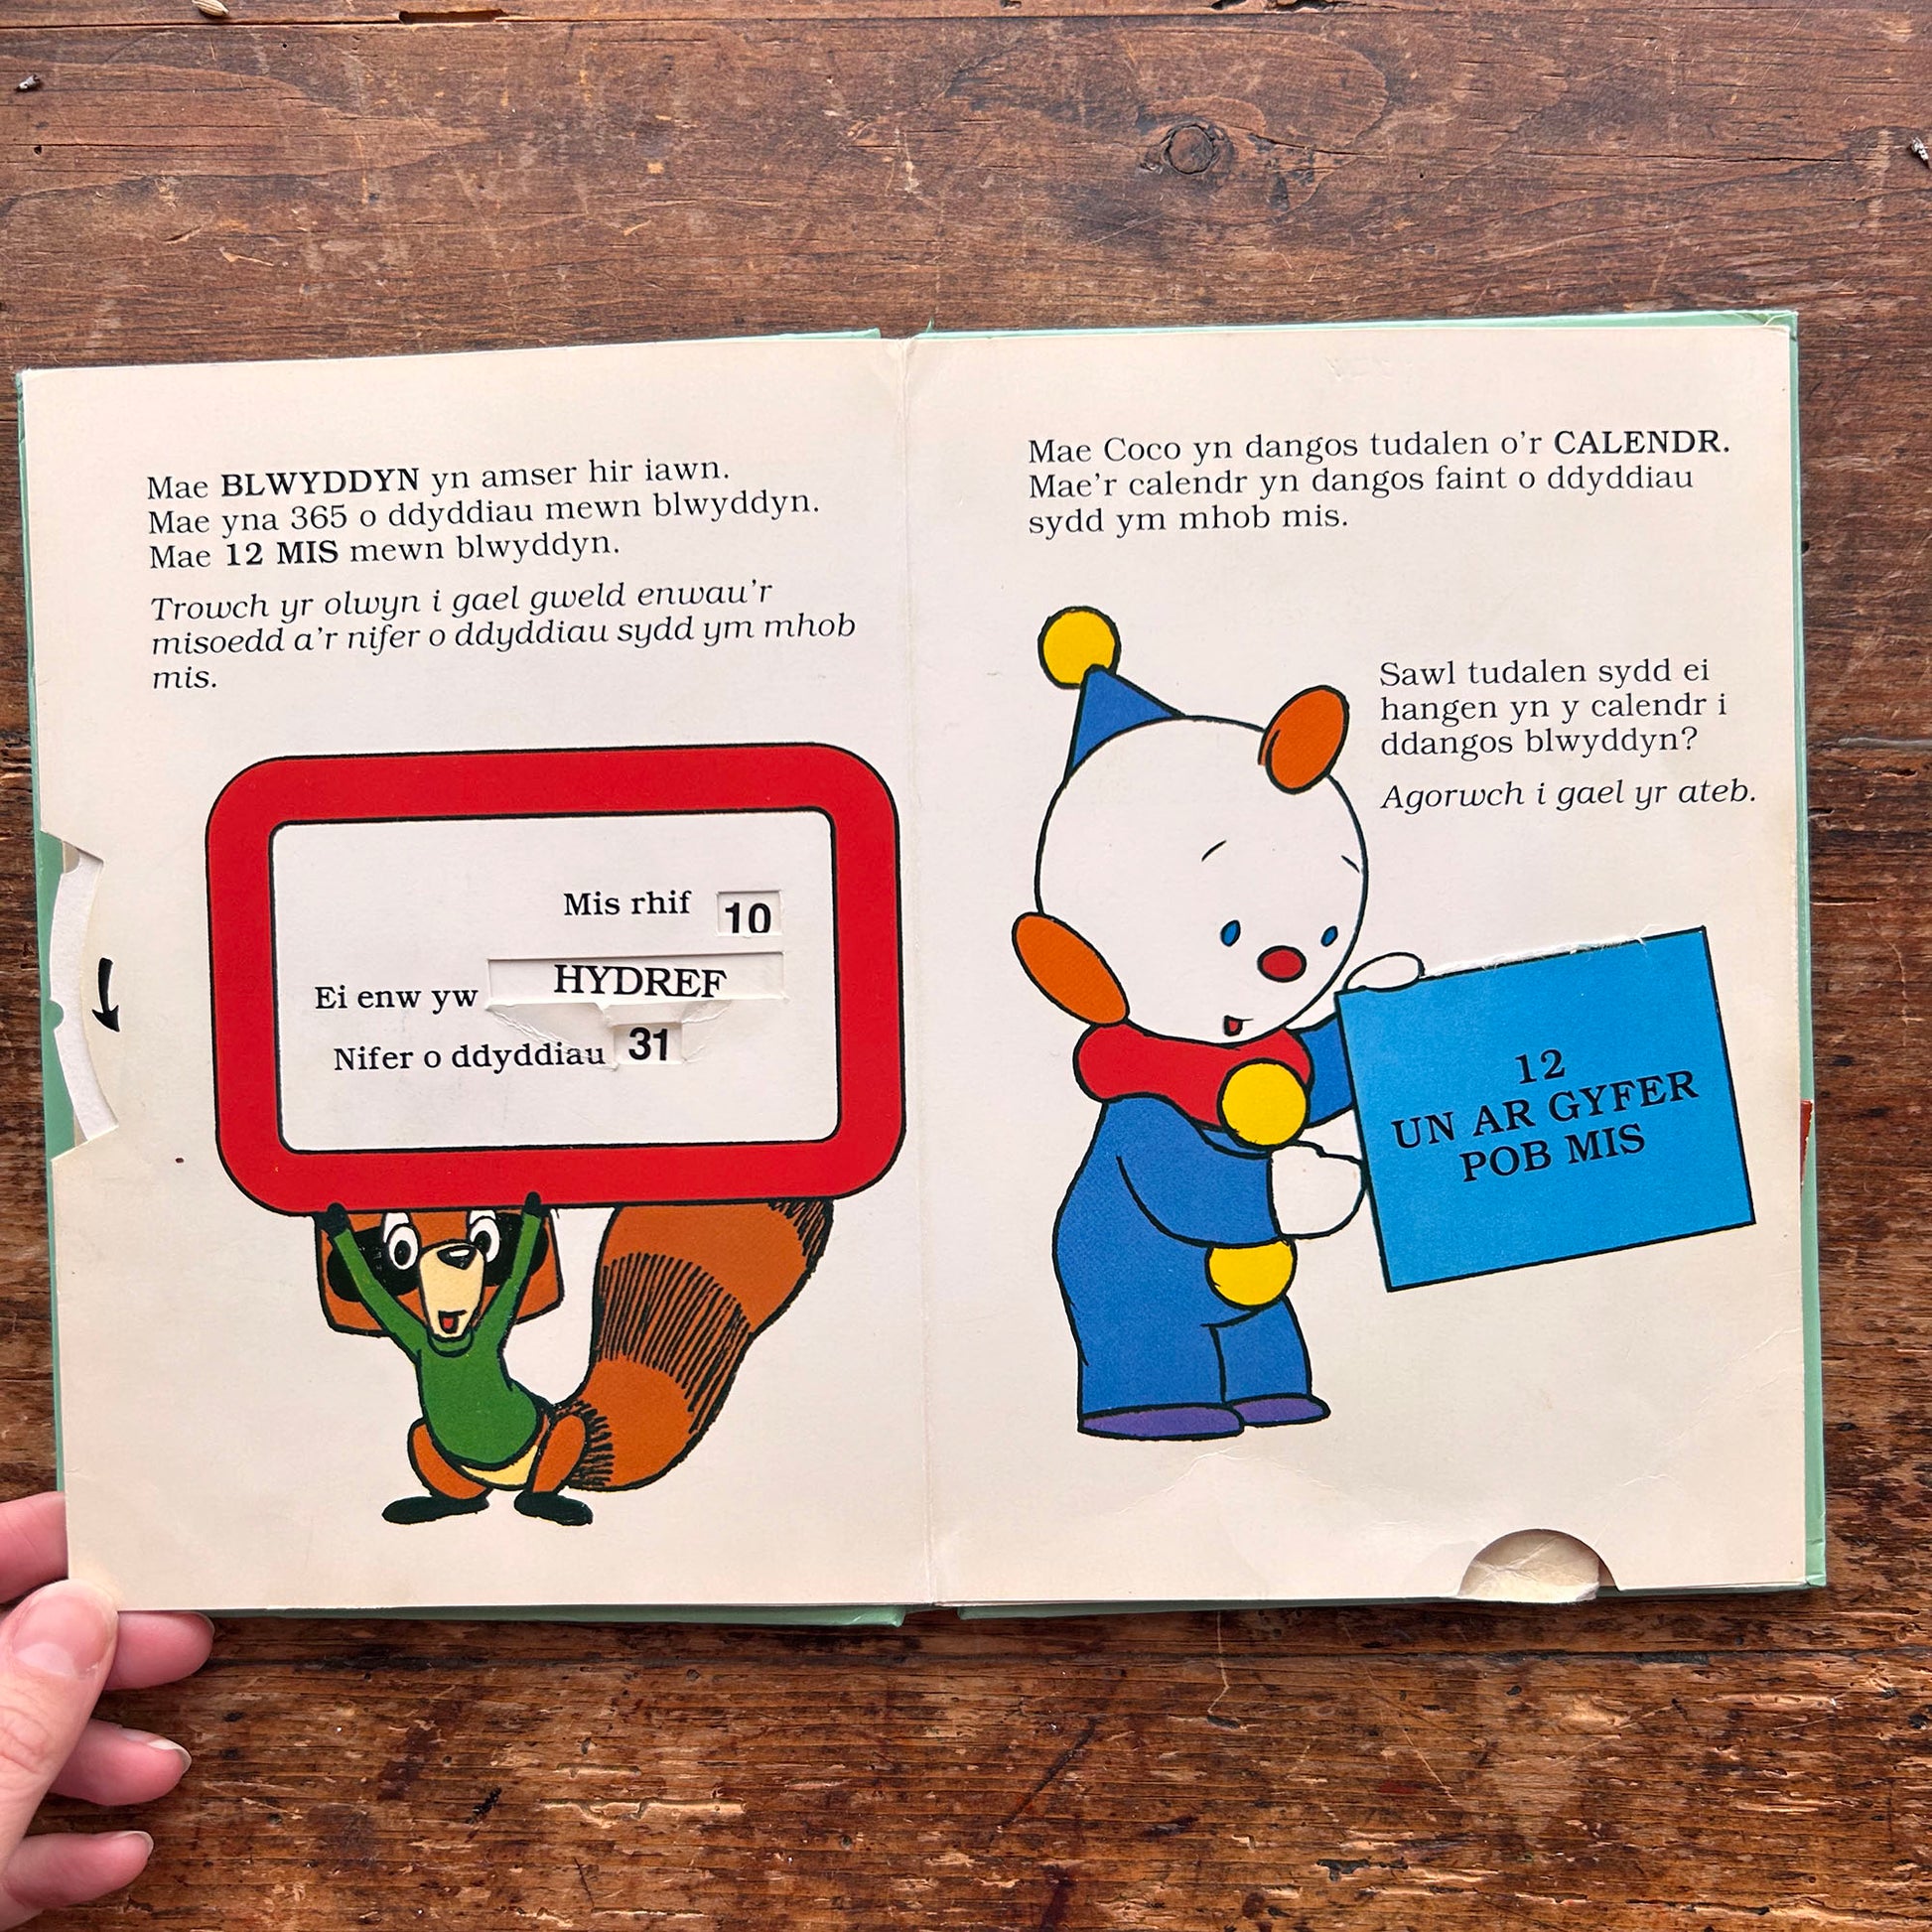 Mae BLWYDDYN yn amser hir iawn.
Mae yna 365 o ddyddiau mewn blwyddyn.
Mae 12 MIS mewn blwyddyn.
Trowch yr olwyn i gael gweld enwau'r
misoedd a'r nifer o ddyddiau sydd ym mhob
mis.
Mis rhif 10
Ei enw yw HYDREF
Nifer o ddyddiau 31
Mae Coco yn dangos tudalen o'r CALENDR.
Mae'r calendr yn dangos faint o ddyddiau
sydd ym mhob mis.
Sawl tudalen sydd ei
hangen yn y calendr i
ddangos blwyddyn?
Agorwch i gael yr ateb.
12
UN AR GYFER
POB MIS